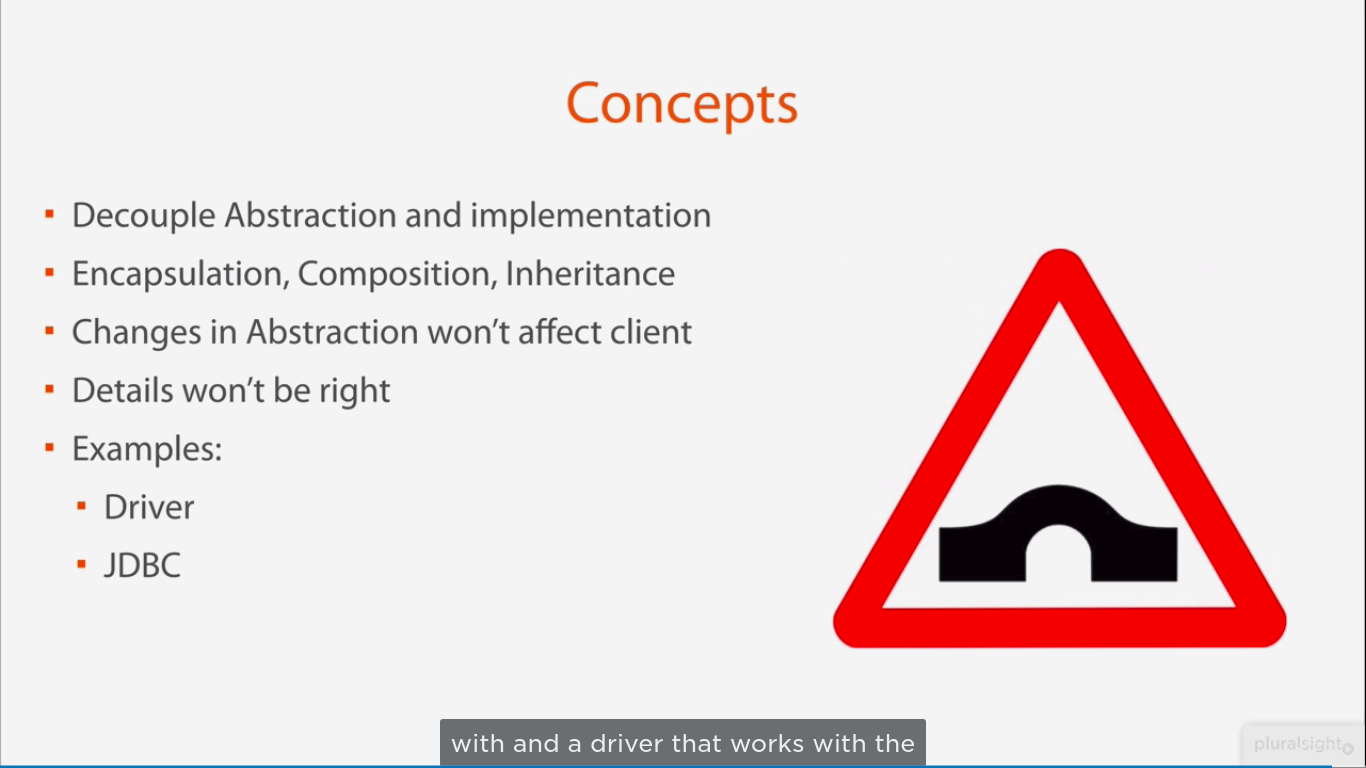 Concepts
▪ Decouple Abstraction and implementation
▪ Encapsulation, Composition, Inheritance
▪ Changes in Abstraction won’t affect client
▪ Details won’t be right
▪ Examples:
▪ Driver
▪ JDBC
with and a driver that works with the
pluralsight